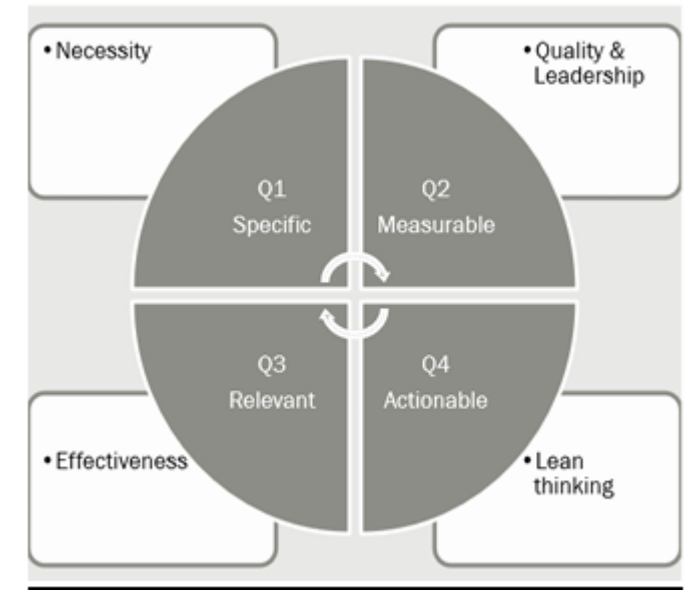 • Necessity
• Quality &
Leadership
Q1
Specific
Q2
Measurable
Q3
Relevant
Q4
Actionable
• Effectiveness
• Lean
thinking